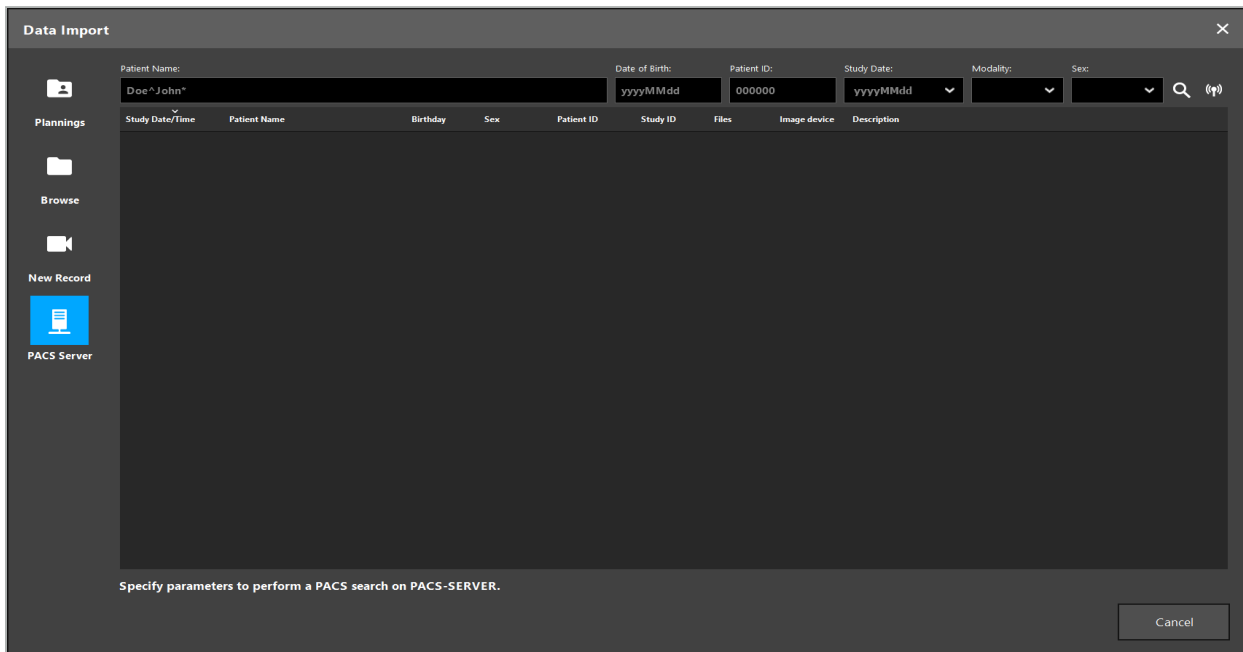 Data Import
Patient Name: Date of Birth: Patient ID: Study Date: Modality: Sex:
Doe^John* yyyyMMdd 000000 yyyyMMdd
Plannings
Study Date/Time Patient Name Birthday Sex Patient ID Study ID Files Image device Description
Browse
New Record
PACS Server
Specify parameters to perform a PACS search on PACS-SERVER.
Cancel